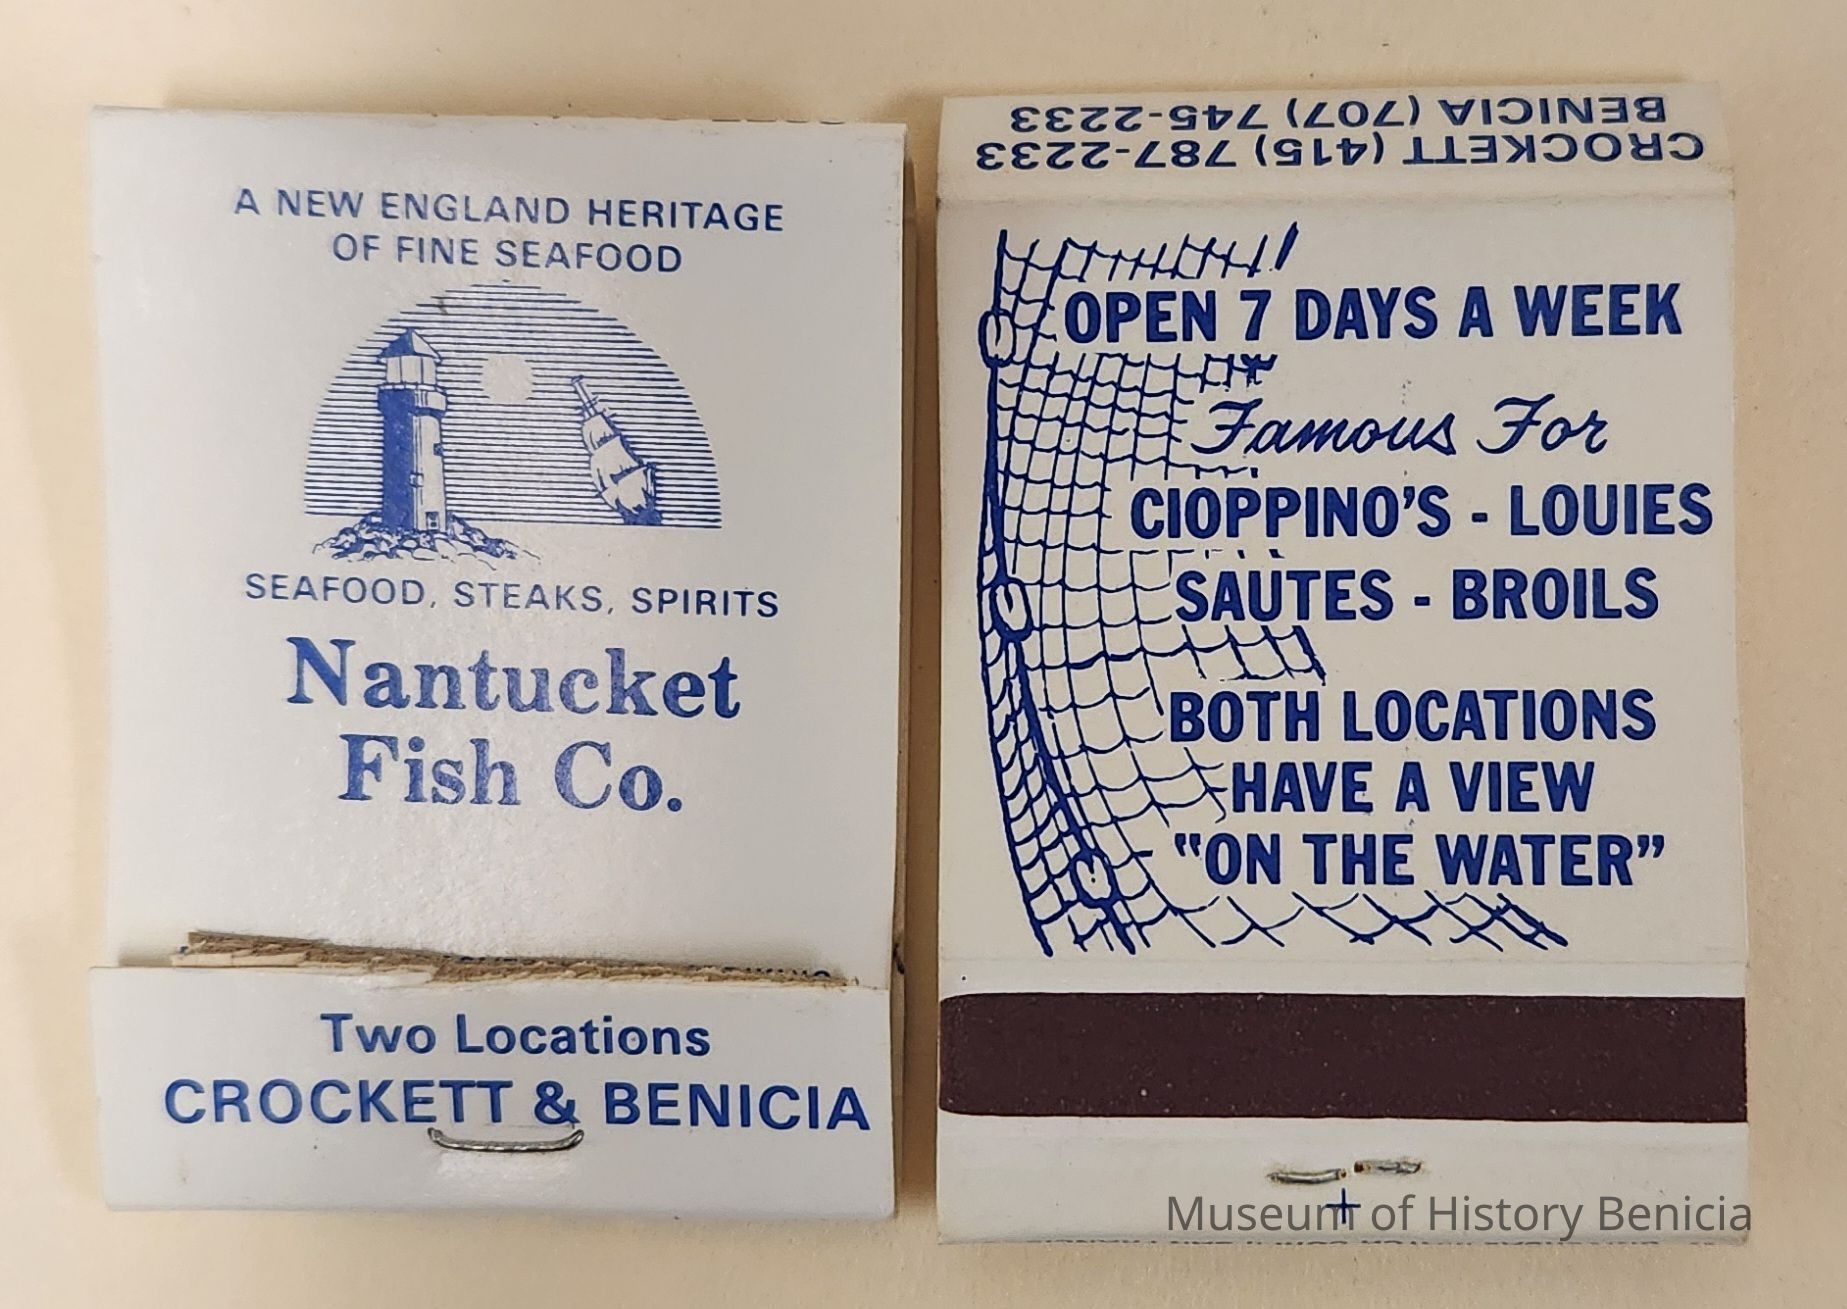 A NEW ENGLAND HERITAGE
OF FINE SEAFOOD
SEAFOOD, STEAKS, SPIRITS
Nantucket
Fish Co.
Two Locations
CROCKETT & BENICIA
CROCKETT (415) 787-2233
BENICIA (707) 745-2233
OPEN 7 DAYS A WEEK
Famous For
CIOPPINO'S - LOUIES
SAUTES - BROILS
BOTH LOCATIONS
HAVE A VIEW
"ON THE WATER"
Museum of History Benicia